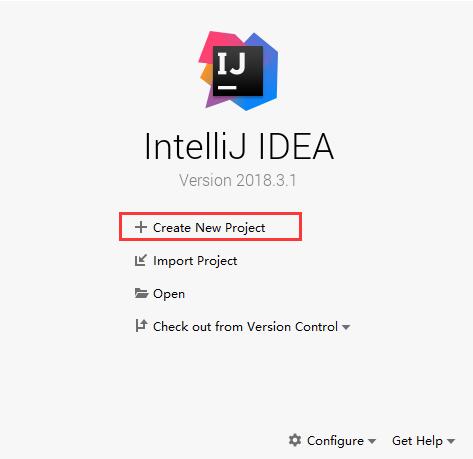 IJ
IntelliJ IDEA
Version 2018.3.1
Create New Project
Import Project
Open
Check out from Version Control
Configure Get Help